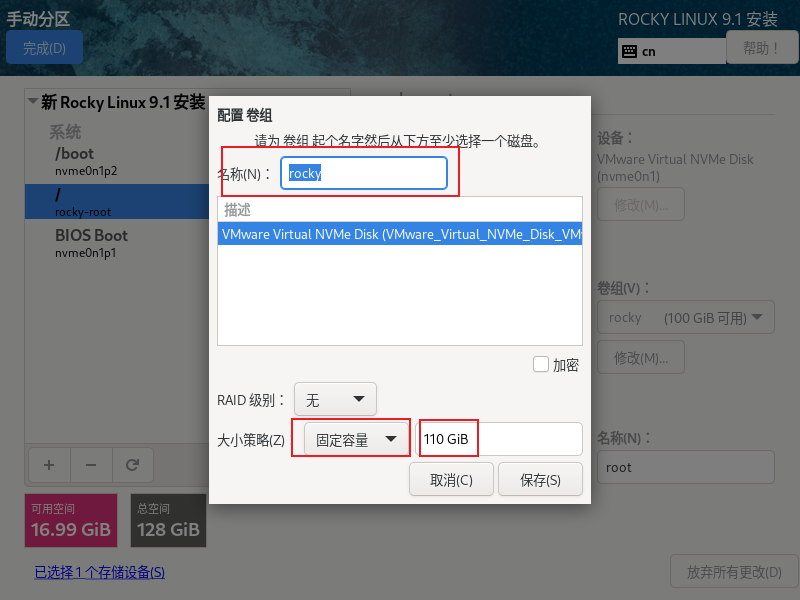 手动分区
ROCKY LINUX 9.1 安装
完成(D)
cn
帮助！
新 Rocky Linux 9.1 安装
系统
/boot
nvme0n1p2
/
rocky-root
BIOS Boot
nvme0n1p1
配置 卷组
请为 卷组 起个名字然后从下方至少选择一个磁盘。
名称(N)：
rocky
描述
VMware Virtual NVMe Disk (VMware_Virtual_NVMe_Disk_VM
加密
RAID 级别：
无
大小策略(Z)
固定容量
110 GiB
取消(C)
保存(S)
设备：
VMware Virtual NVMe Disk
(nvme0n1)
修改(M)...
卷组(V)：
rocky
(100 GiB 可用)
修改(M)...
名称(N)：
root
可用空间
16.99 GiB
总空间
128 GiB
已选择 1 个存储设备(S)
放弃所有更改(D)